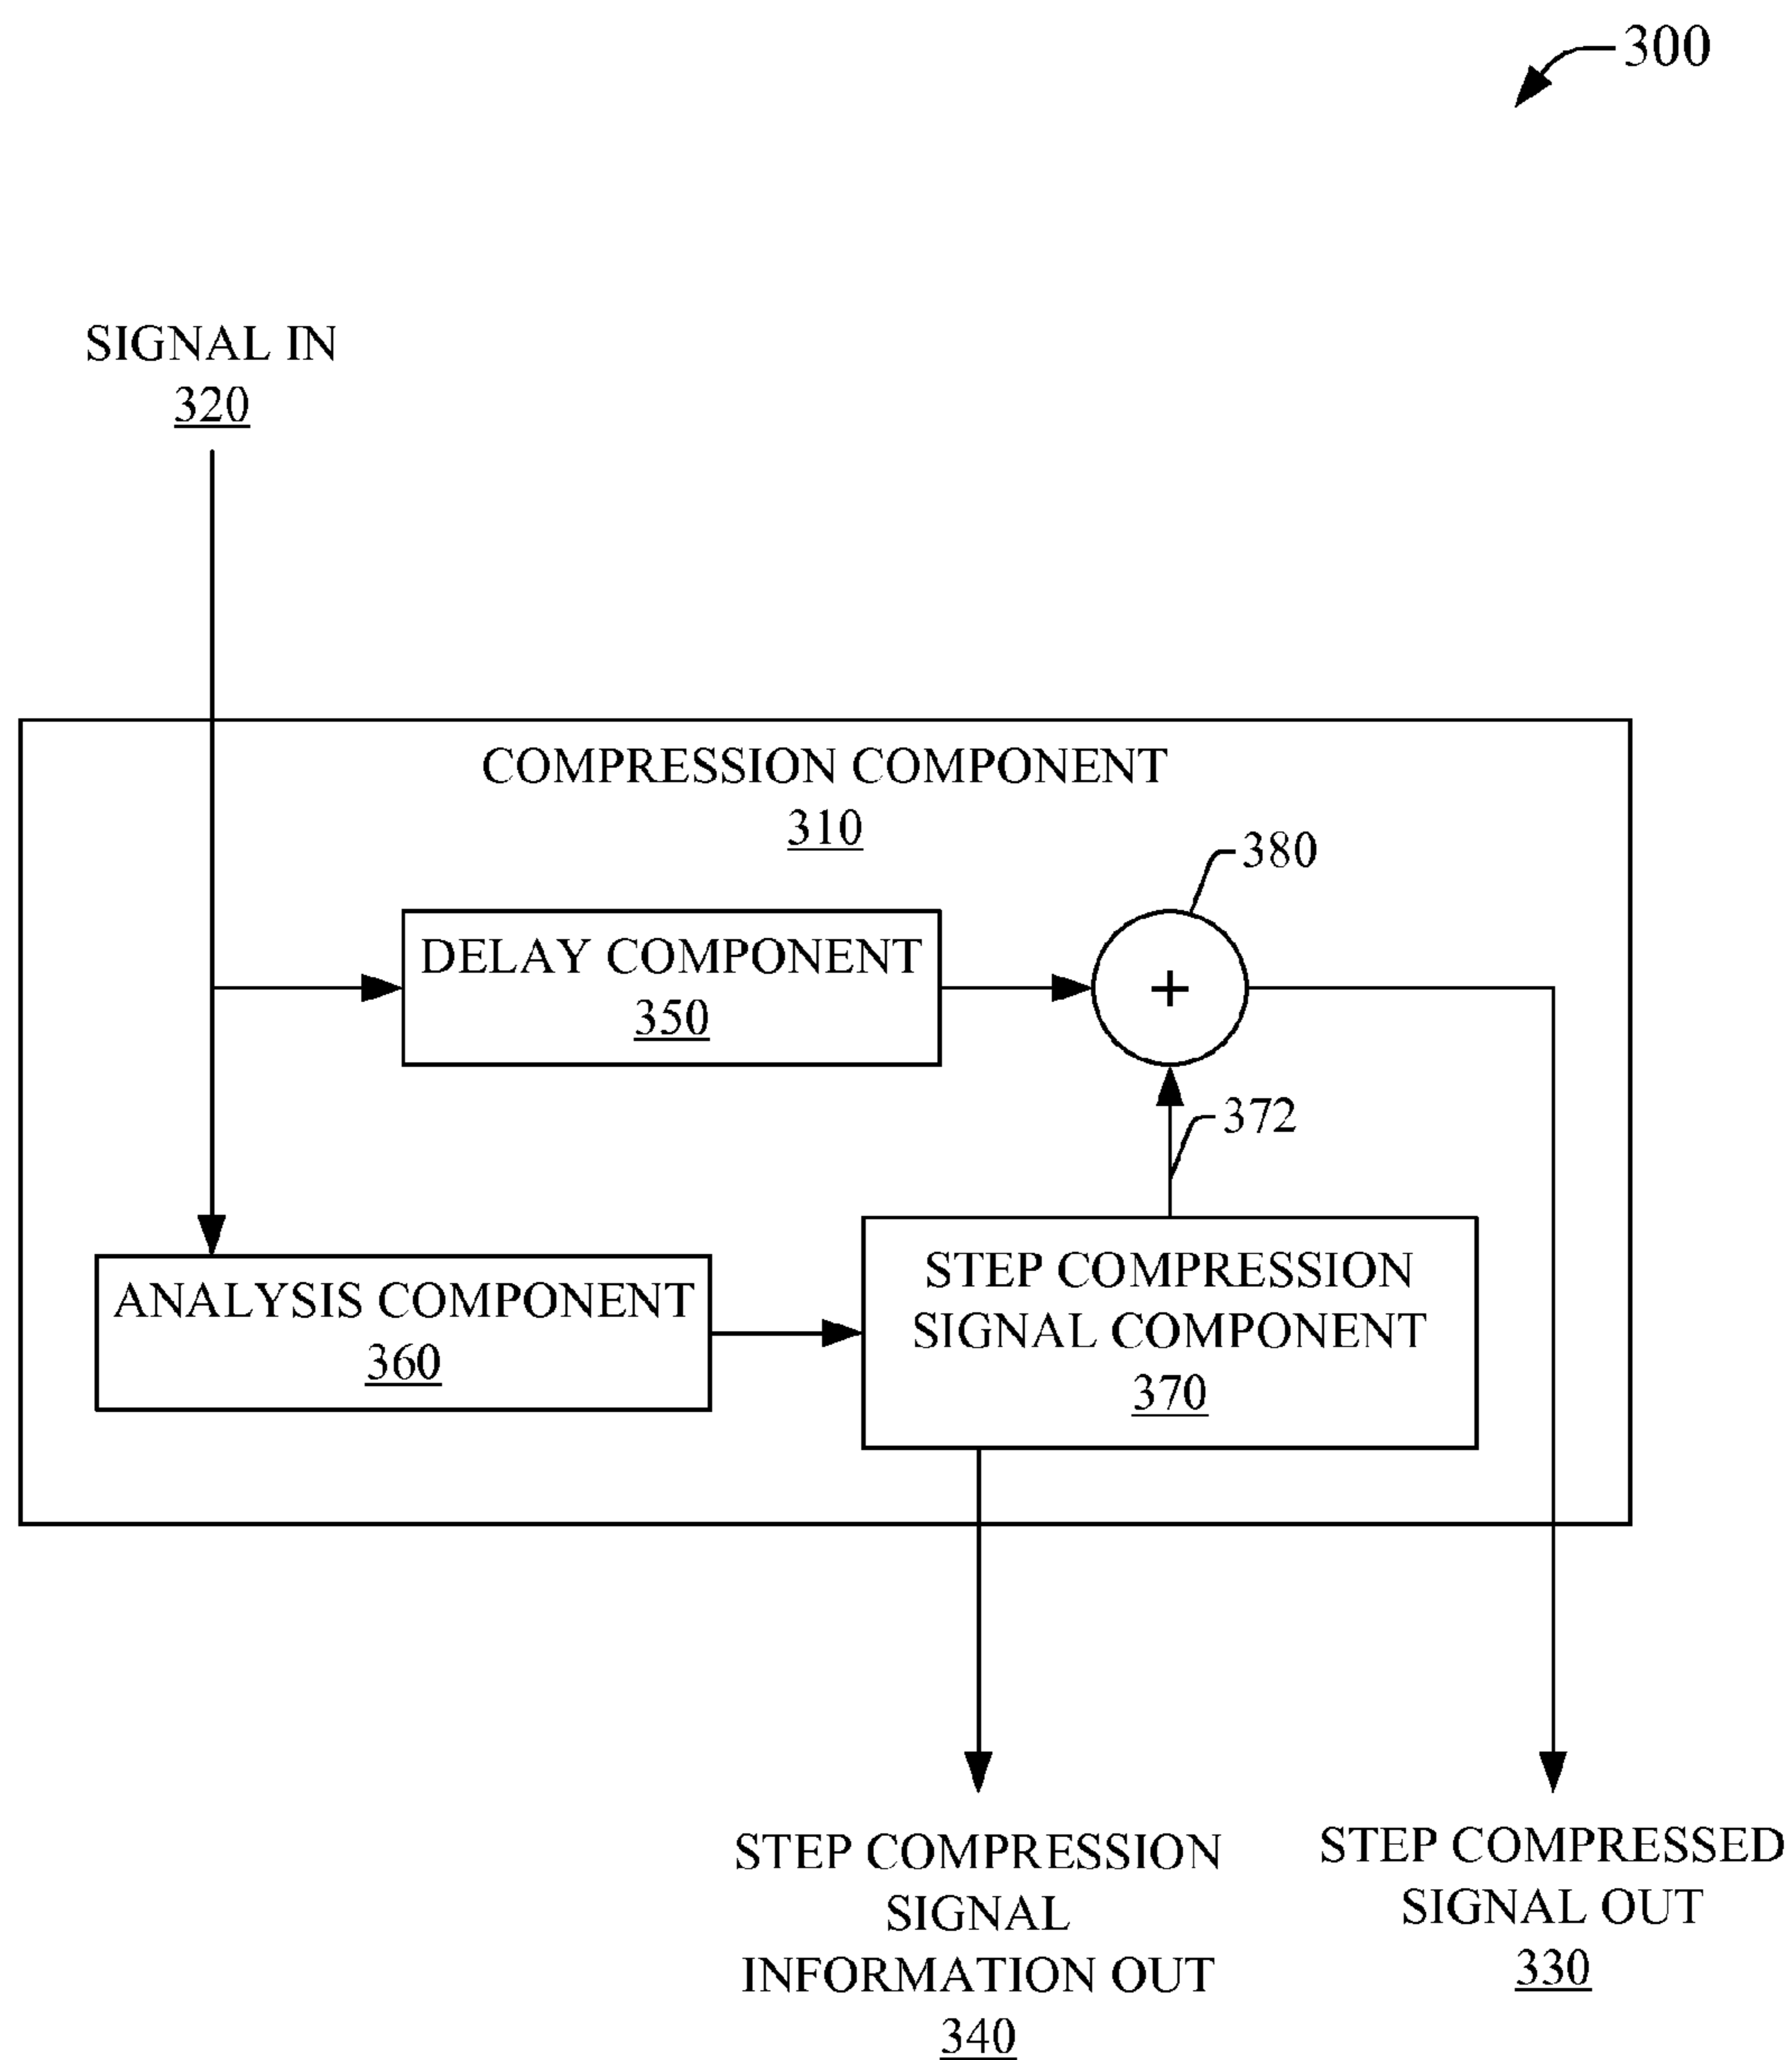 300
SIGNAL IN
320
COMPRESSION COMPONENT
310
380
DELAY COMPONENT
350
+
372
ANALYSIS COMPONENT
360
STEP COMPRESSION
SIGNAL COMPONENT
370
STEP COMPRESSION
SIGNAL
INFORMATION OUT
340
STEP COMPRESSED
SIGNAL OUT
330